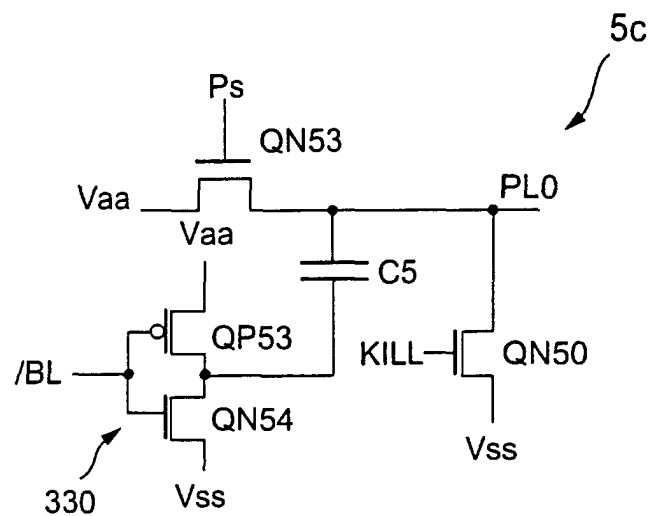 5c
Ps
QN53
Vaa
PL0
Vaa
C5
QP53
KILL
QN50
/BL
QN54
Vss
330
Vss